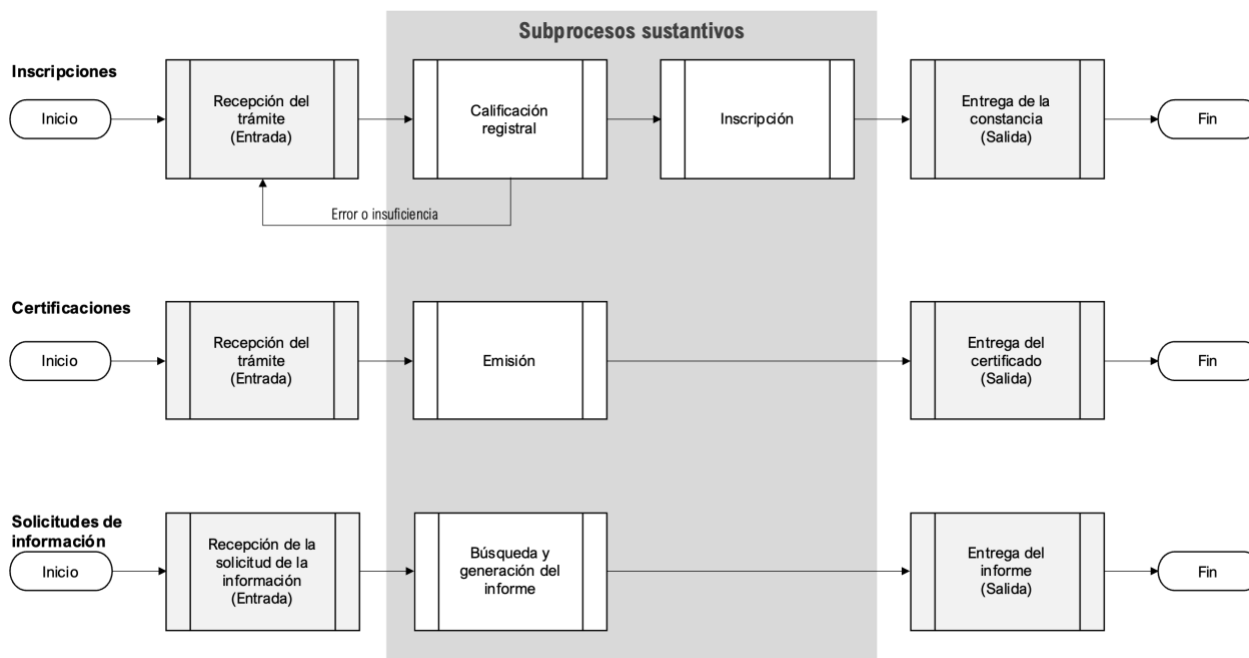 Subprocesos sustantivos
Inscripciones
Inicio
Recepción del
trámite
(Entrada)
Calificación
registral
Inscripción
Entrega de la
constancia
(Salida)
Fin
Error o insuficiencia
Certificaciones
Inicio
Recepción del
trámite
(Entrada)
Emisión
Entrega del
certificado
(Salida)
Fin
Solicitudes de
información
Inicio
Recepción de la
solicitud de la
información
(Entrada)
Búsqueda y
generación del
informe
Entrega del
informe
(Salida)
Fin